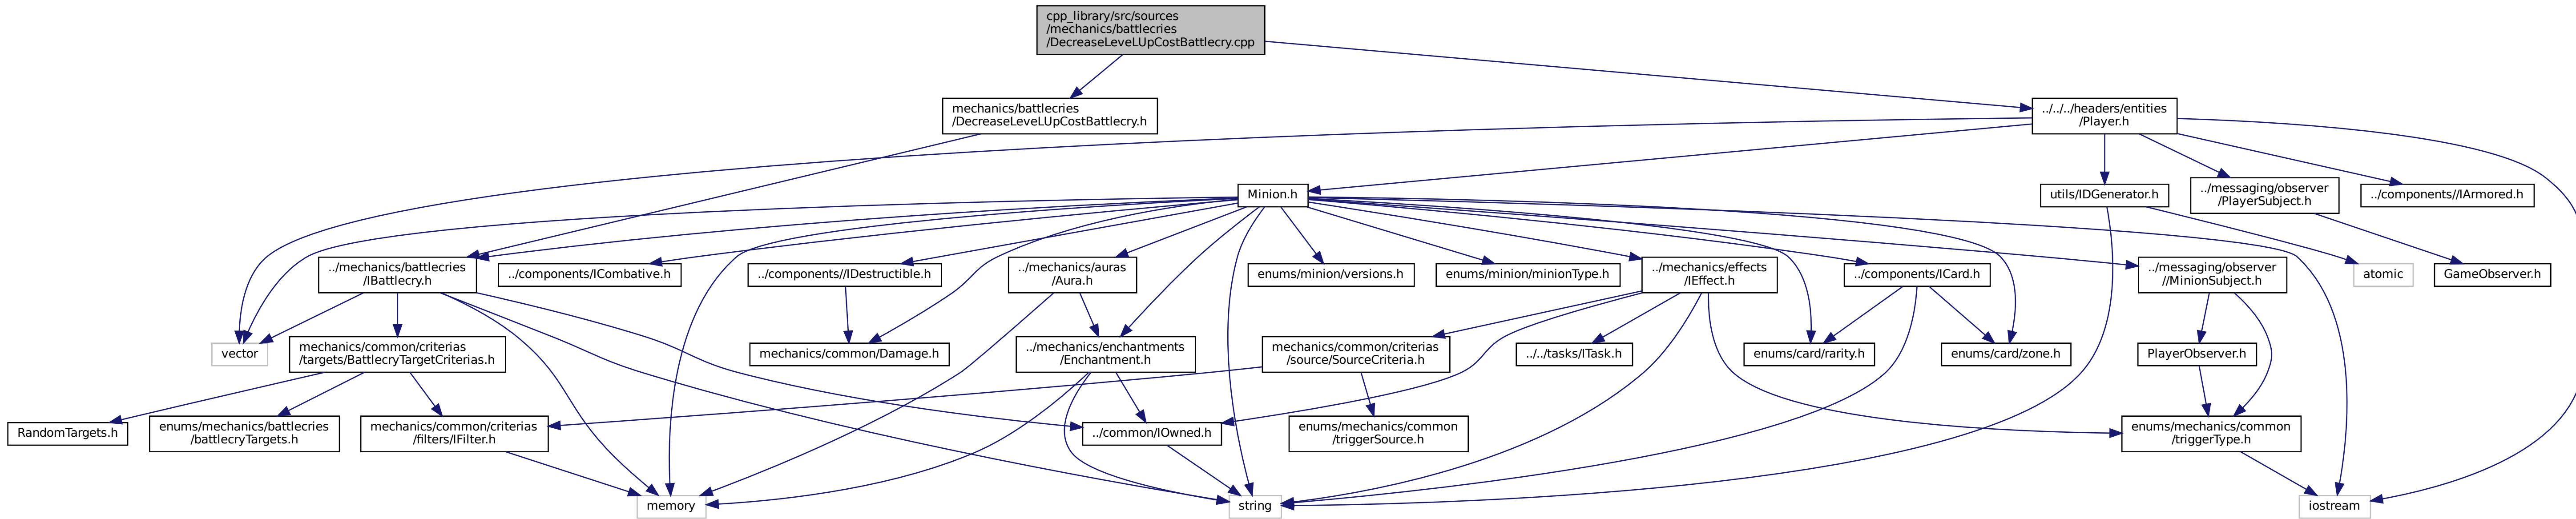 cpp_library/src/sources
/mechanics/battlecries
/DecreaseLeveLUpCostBattlecry.cpp
mechanics/battlecries
/DecreaseLeveLUpCostBattlecry.h
../../../headers/entities
/Player.h
Minion.h
utils/IDGenerator.h
../messaging/observer
/PlayerSubject.h
../components//IArmored.h
../mechanics/battlecries
/IBattlecry.h
../components/ICombative.h
../components//IDestructible.h
../mechanics/auras
/Aura.h
enums/minion/versions.h
enums/minion/minionType.h
../mechanics/effects
/IEffect.h
../components/ICard.h
../messaging/observer
//MinionSubject.h
atomic
GameObserver.h
vector
mechanics/common/criterias
/targets/BattlecryTargetCriterias.h
mechanics/common/Damage.h
../mechanics/enchantments
/Enchantment.h
mechanics/common/criterias
/source/SourceCriteria.h
../../tasks/ITask.h
enums/card/rarity.h
enums/card/zone.h
PlayerObserver.h
RandomTargets.h
enums/mechanics/battlecries
/battlecryTargets.h
mechanics/common/criterias
/filters/IFilter.h
../common/IOwned.h
enums/mechanics/common
/triggerSource.h
enums/mechanics/common
/triggerType.h
memory
string
iostream